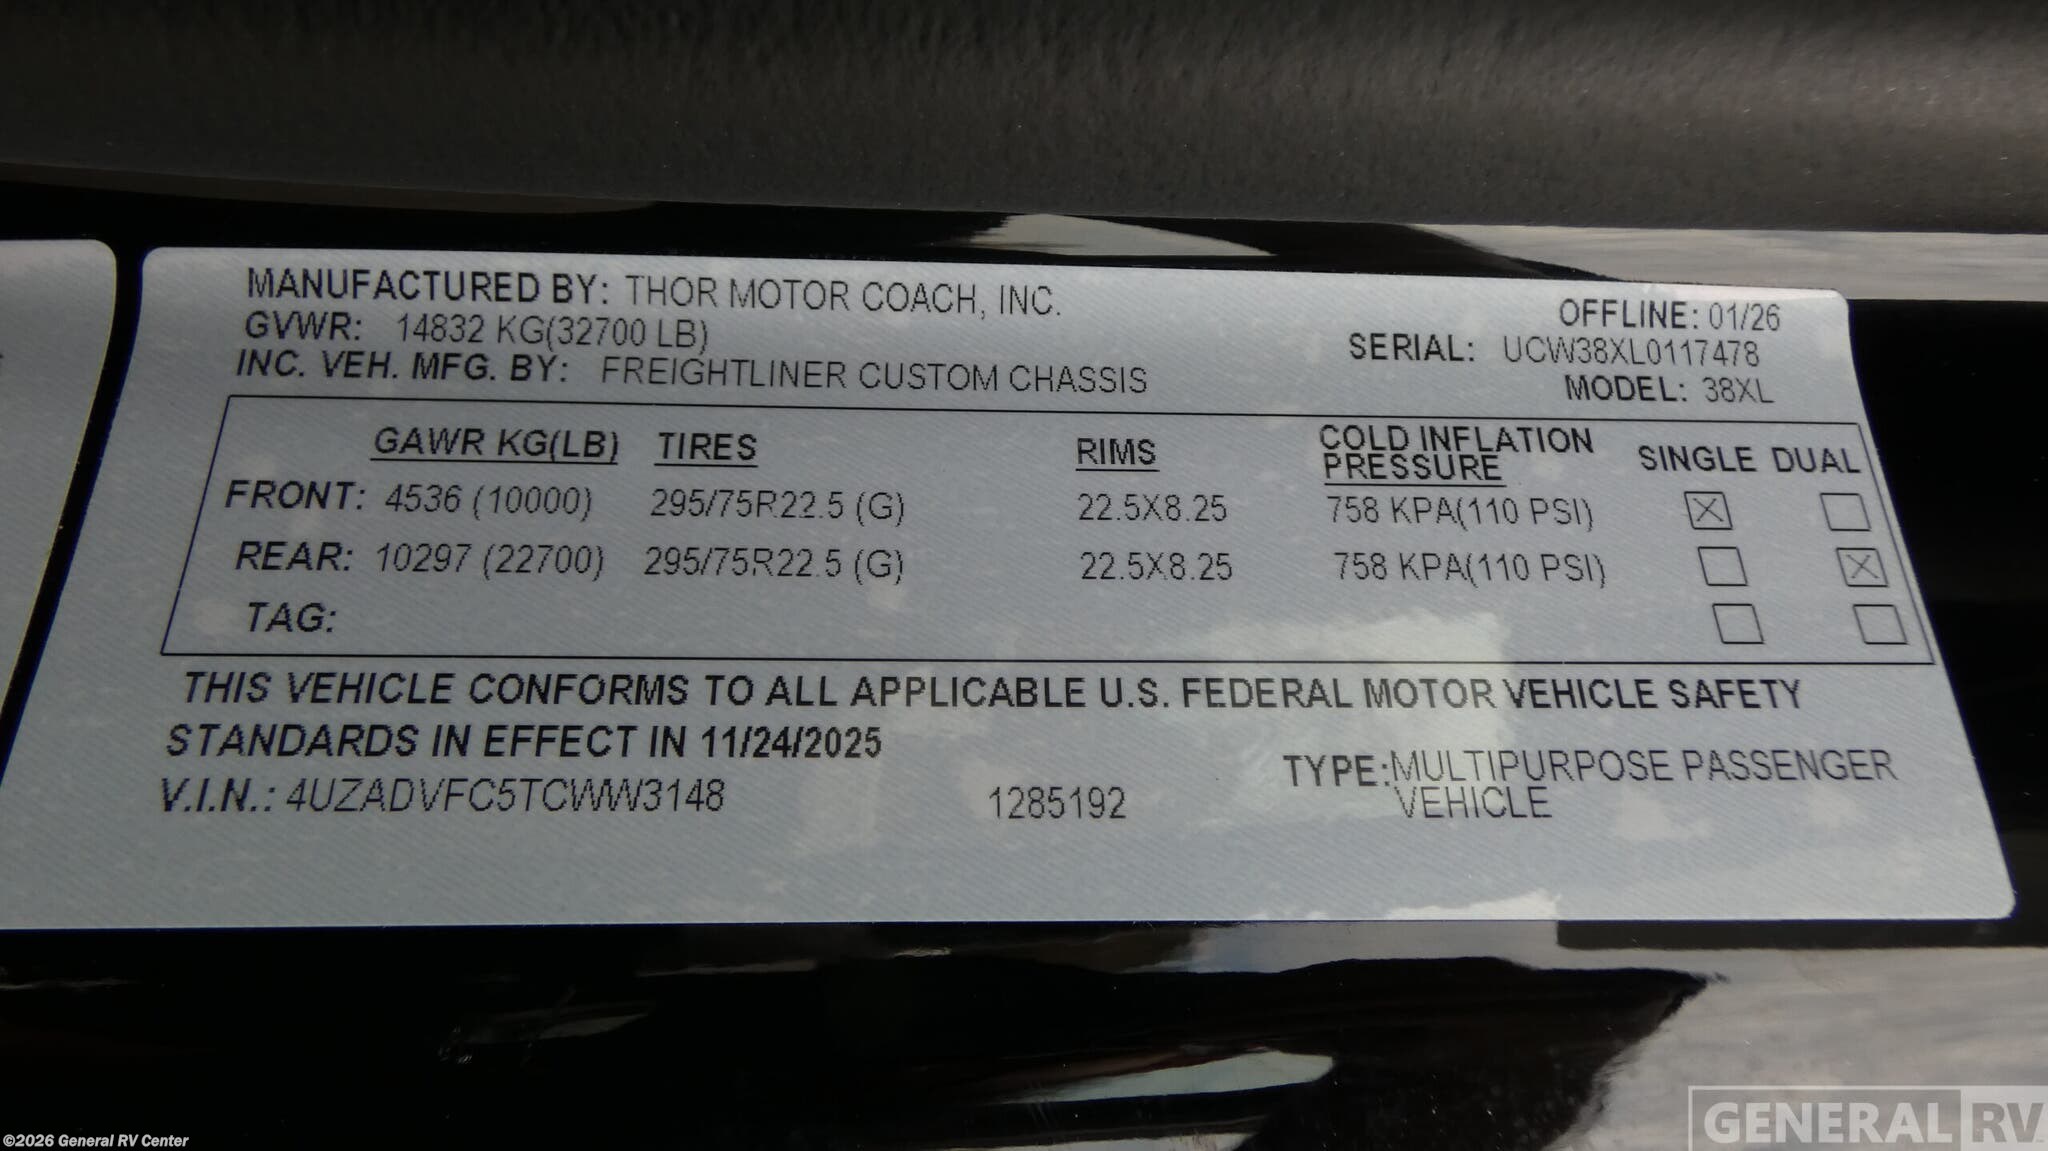 MANUFACTURED BY: THOR MOTOR COACH, INC.
OFFLINE: 01/26
GVWR: 14832 KG(32700 LB)
SERIAL: UCW38XL0117478
INC. VEH. MFG. BY: FREIGHTLINER CUSTOM CHASSIS
MODEL: 38XL
GAWR KG(LB) TIRES RIMS COLD INFLATION PRESSURE SINGLE DUAL
FRONT: 4536 (10000) 295/75R22.5 (G) 22.5X8.25 758 KPA(110 PSI) ☒ ☐
REAR: 10297 (22700) 295/75R22.5 (G) 22.5X8.25 758 KPA(110 PSI) ☐ ☒
TAG: ☐ ☐
THIS VEHICLE CONFORMS TO ALL APPLICABLE U.S. FEDERAL MOTOR VEHICLE SAFETY
STANDARDS IN EFFECT IN 11/24/2025
V.I.N.: 4UZADVFC5TCWW3148 1285192
TYPE: MULTIPURPOSE PASSENGER
VEHICLE
©2026 General RV Center
GENERAL RV